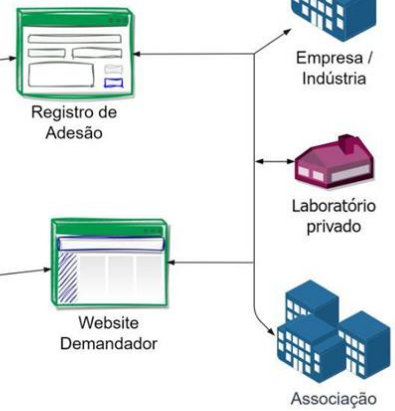 Registro de
Adesão
Empresa /
Indústria
Laboratório
privado
Website
Demandador
Associação